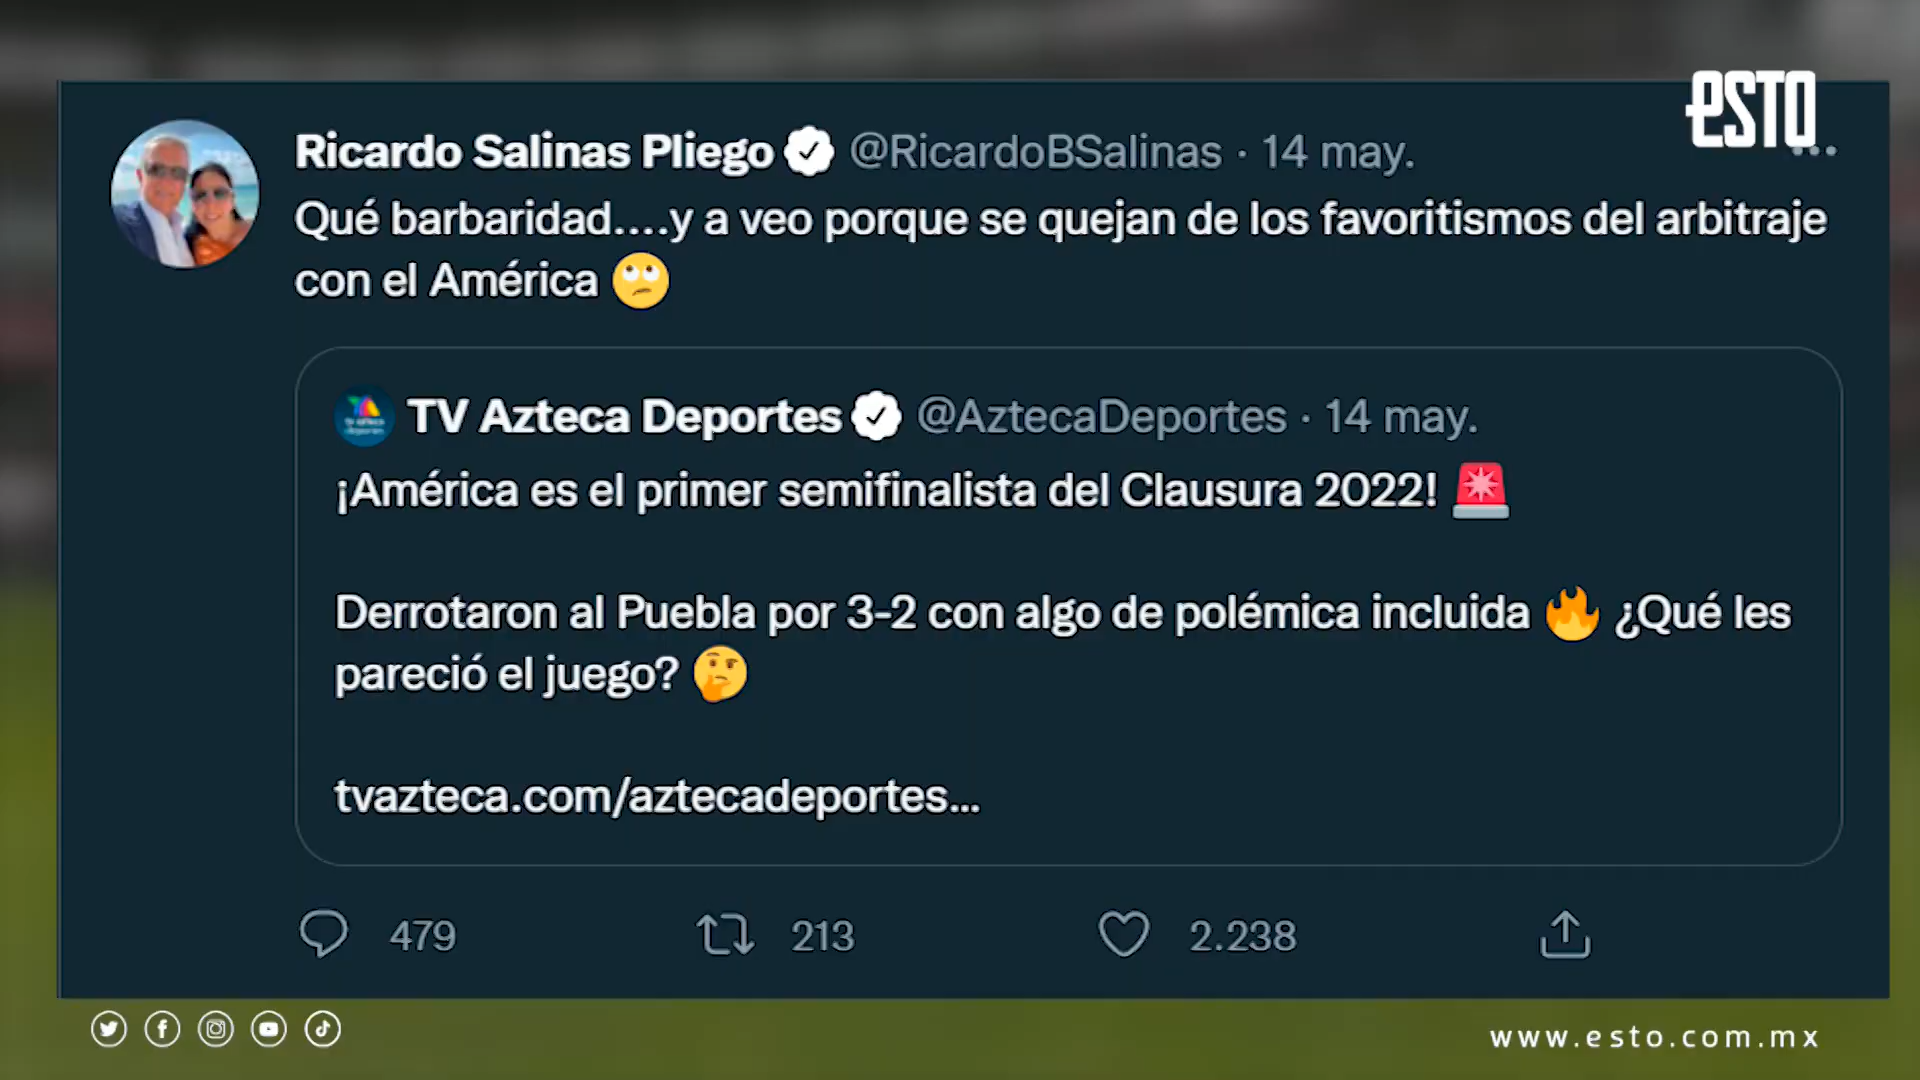 ESTO
Ricardo Salinas Pliego @RicardoBSalinas · 14 may.
Qué barbaridad....y a veo porque se quejan de los favoritismos del arbitraje
con el América 🙄
TV Azteca Deportes @AztecaDeportes · 14 may.
¡América es el primer semifinalista del Clausura 2022! 🚨
Derrotaron al Puebla por 3-2 con algo de polémica incluida 🔥 ¿Qué les
pareció el juego? 🤔
tvazteca.com/aztecadeportes...
479 213 2.238
www.esto.com.mx